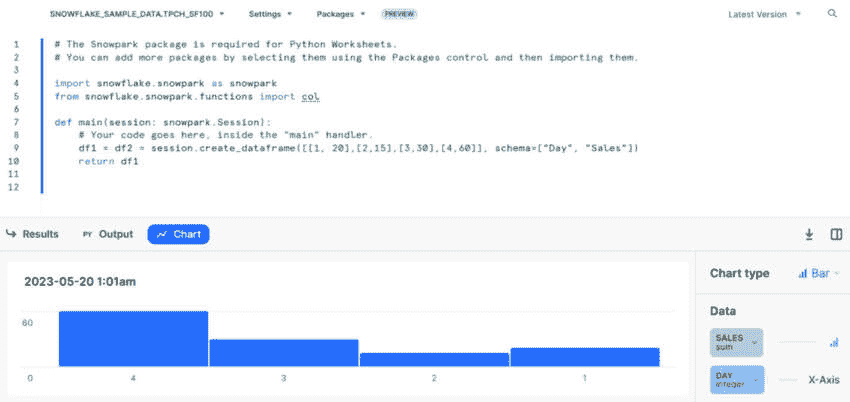 SNOWFLAKE_SAMPLE_DATA.TPCH_SF100 Settings Packages PREVIEW Latest Version
1 # The Snowpark package is required for Python Worksheets.
2 # You can add more packages by selecting them using the Packages control and then importing them.
3
4 import snowflake.snowpark as snowpark
5 from snowflake.snowpark.functions import col
6
7 def main(session: snowpark.Session):
8 # Your code goes here, inside the "main" handler.
9 df1 = df2 = session.create_dataframe([[1, 20],[2,15],[3,30],[4,60]], schema=["Day", "Sales"])
10 return df1
11
12
Results PY Output Chart
2023-05-20 1:01am
60
0 4 3 2 1
Chart type Bar
Data
SALES
sum
DAY
integer
X-Axis